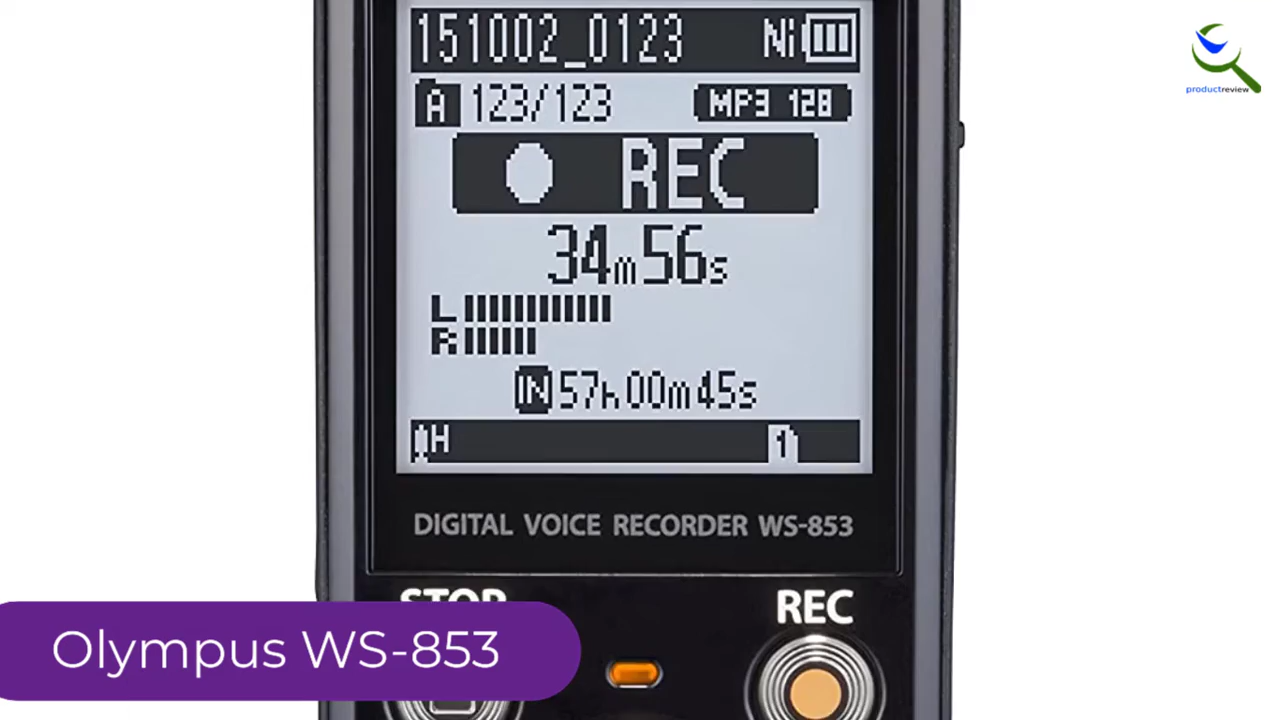 151002_0123 Ni
productreview
A 123/123 MP3 128
REC
34m56s
L
R
IN 57h00m45s
H 1
DIGITAL VOICE RECORDER WS-853
STOP REC
Olympus WS-853